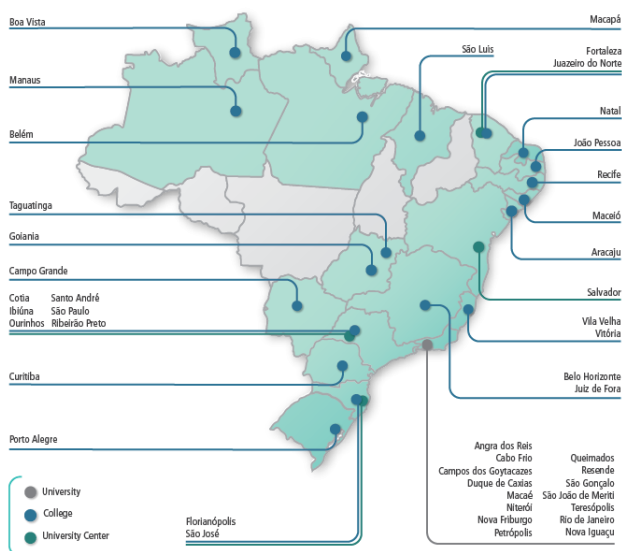 Boa Vista
Manaus
Belém
Taguatinga
Goiania
Campo Grande
Cotia Santo André
Ibiúna São Paulo
Ourinhos Ribeirão Preto
Curitiba
Porto Alegre
Macapá
São Luis
Fortaleza
Juazeiro do Norte
Natal
João Pessoa
Recife
Maceió
Aracaju
Salvador
Vila Velha
Vitória
Belo Horizonte
Juiz de Fora
Angra dos Reis
Cabo Frio Queimados
Campos dos Goytacazes Resende
Duque de Caxias São Gonçalo
Macaé São João de Meriti
Niterói Teresópolis
Nova Friburgo Rio de Janeiro
Petrópolis Nova Iguaçu
University
College
University Center
Florianópolis
São José